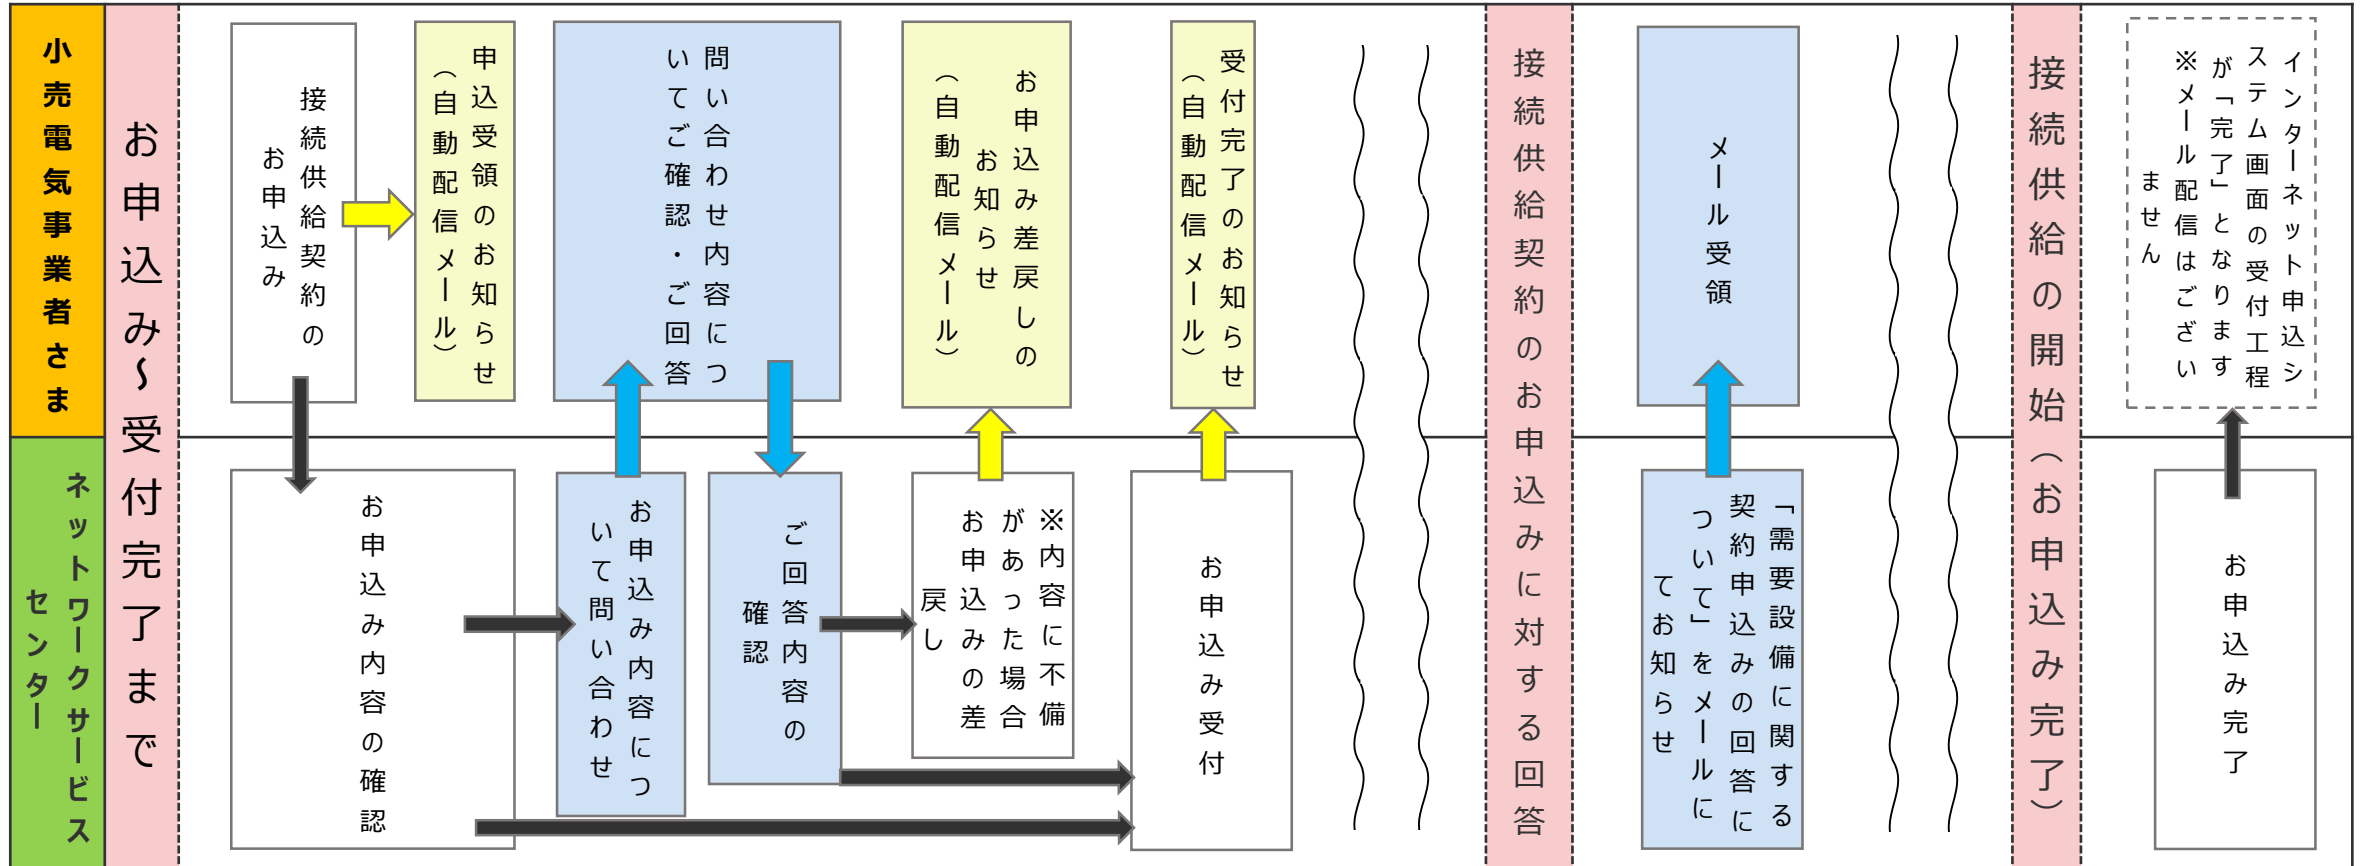 小売電気事業者さま
ネットワークサービス
センター
お申込み～受付完了まで
接続供給契約の
お申込み
申込受領のお知らせ
（自動配信メール）
問い合わせ内容につ
いてご確認・ご回答
お申込み差戻しの
お知らせ
（自動配信メール）
受付完了のお知らせ
（自動配信メール）
お申込み内容の確認
お申込み内容につ
いて問い合わせ
ご回答内容の
確認
※内容に不備
があった場合
お申込みの差
戻し
お申込み受付
接続供給契約のお申込みに対する回答
メール受領
「需要設備に関する
契約申込みの回答に
ついて」をメールに
てお知らせ
接続供給の開始（お申込み完了）
インターネット申込シ
ステム画面の受付工程
が「完了」となります
※メール配信はござい
ません
お申込み完了